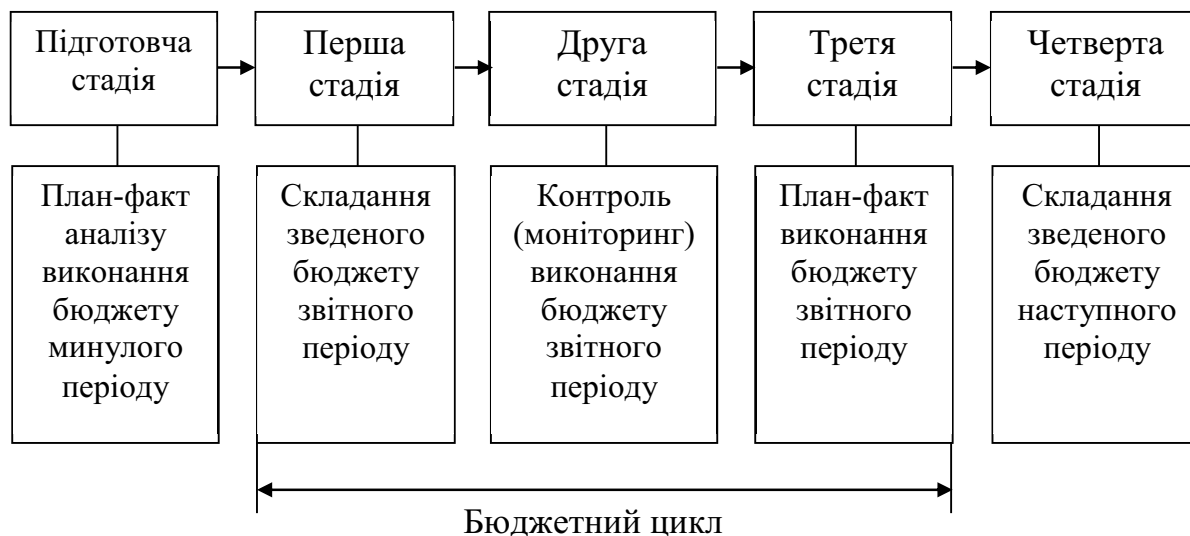 Підготовча
стадія
Перша
стадія
Друга
стадія
Третя
стадія
Четверта
стадія
План-факт
аналізу
виконання
бюджету
минулого
періоду
Складання
зведеного
бюджету
звітного
періоду
Контроль
(моніторинг)
виконання
бюджету
звітного
періоду
План-факт
виконання
бюджету
звітного
періоду
Складання
зведеного
бюджету
наступного
періоду
Бюджетний цикл